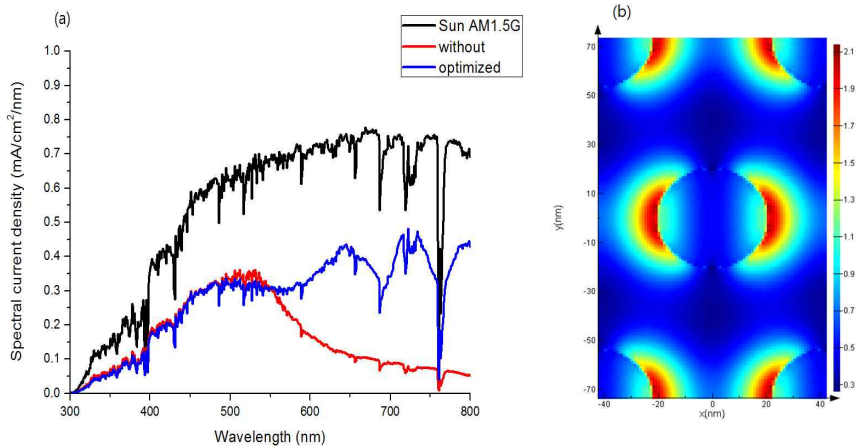 (a)
Sun AM1.5G
without
optimized
1.0
0.9
0.8
0.7
0.6
0.5
0.4
0.3
0.2
0.1
0.0
Spectral current density (mA/cm²/nm)
300 400 500 600 700 800
Wavelength (nm)
(b)
70
50
30
10
-10
-30
-50
-70
y(nm)
-40 -20 0 20 40
x(nm)
2.1
1.9
1.7
1.5
1.3
1.1
0.9
0.7
0.5
0.3